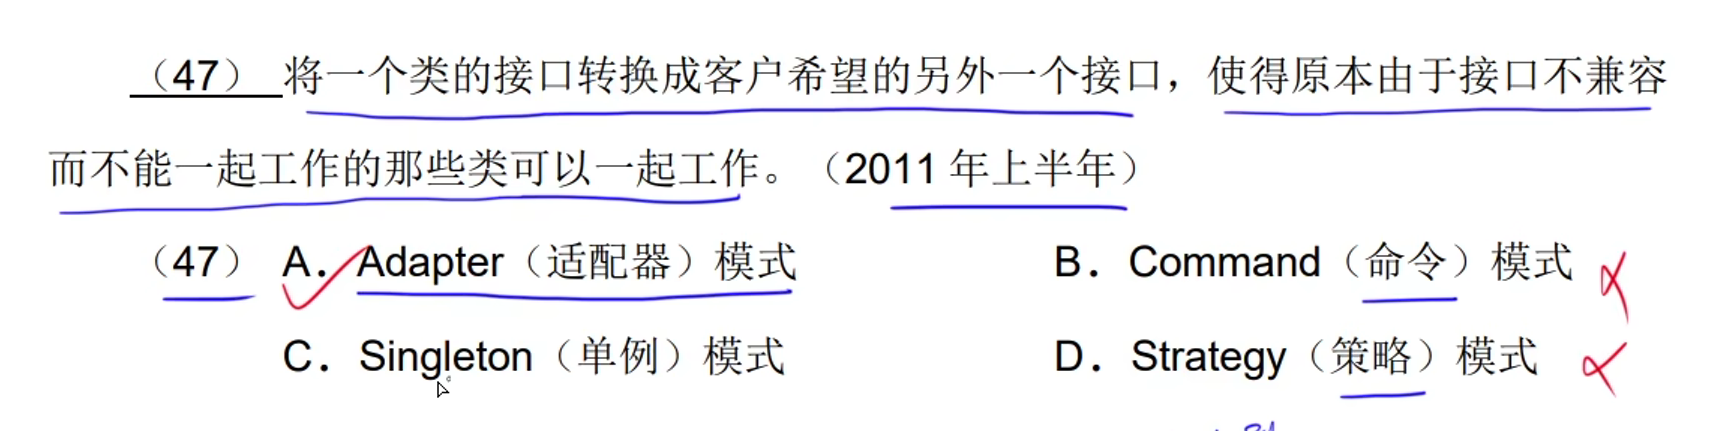 （47） 将一个类的接口转换成客户希望的另外一个接口，使得原本由于接口不兼容
而不能一起工作的那些类可以一起工作。（2011 年上半年）
（47） A．Adapter（适配器）模式 B．Command（命令）模式
C．Singleton（单例）模式 D．Strategy（策略）模式